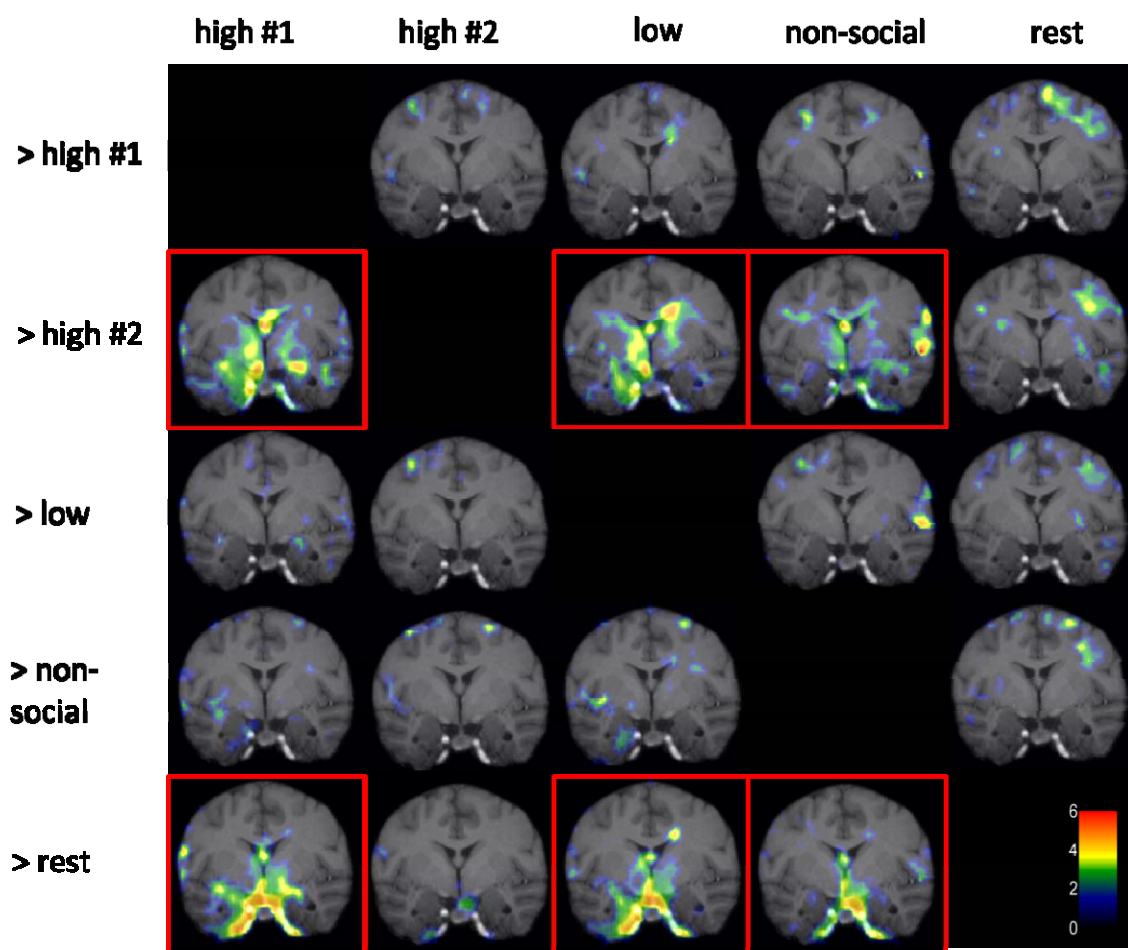 high #1 high #2 low non-social rest
> high #1
> high #2
> low
> non-
social
> rest
6
4
2
0